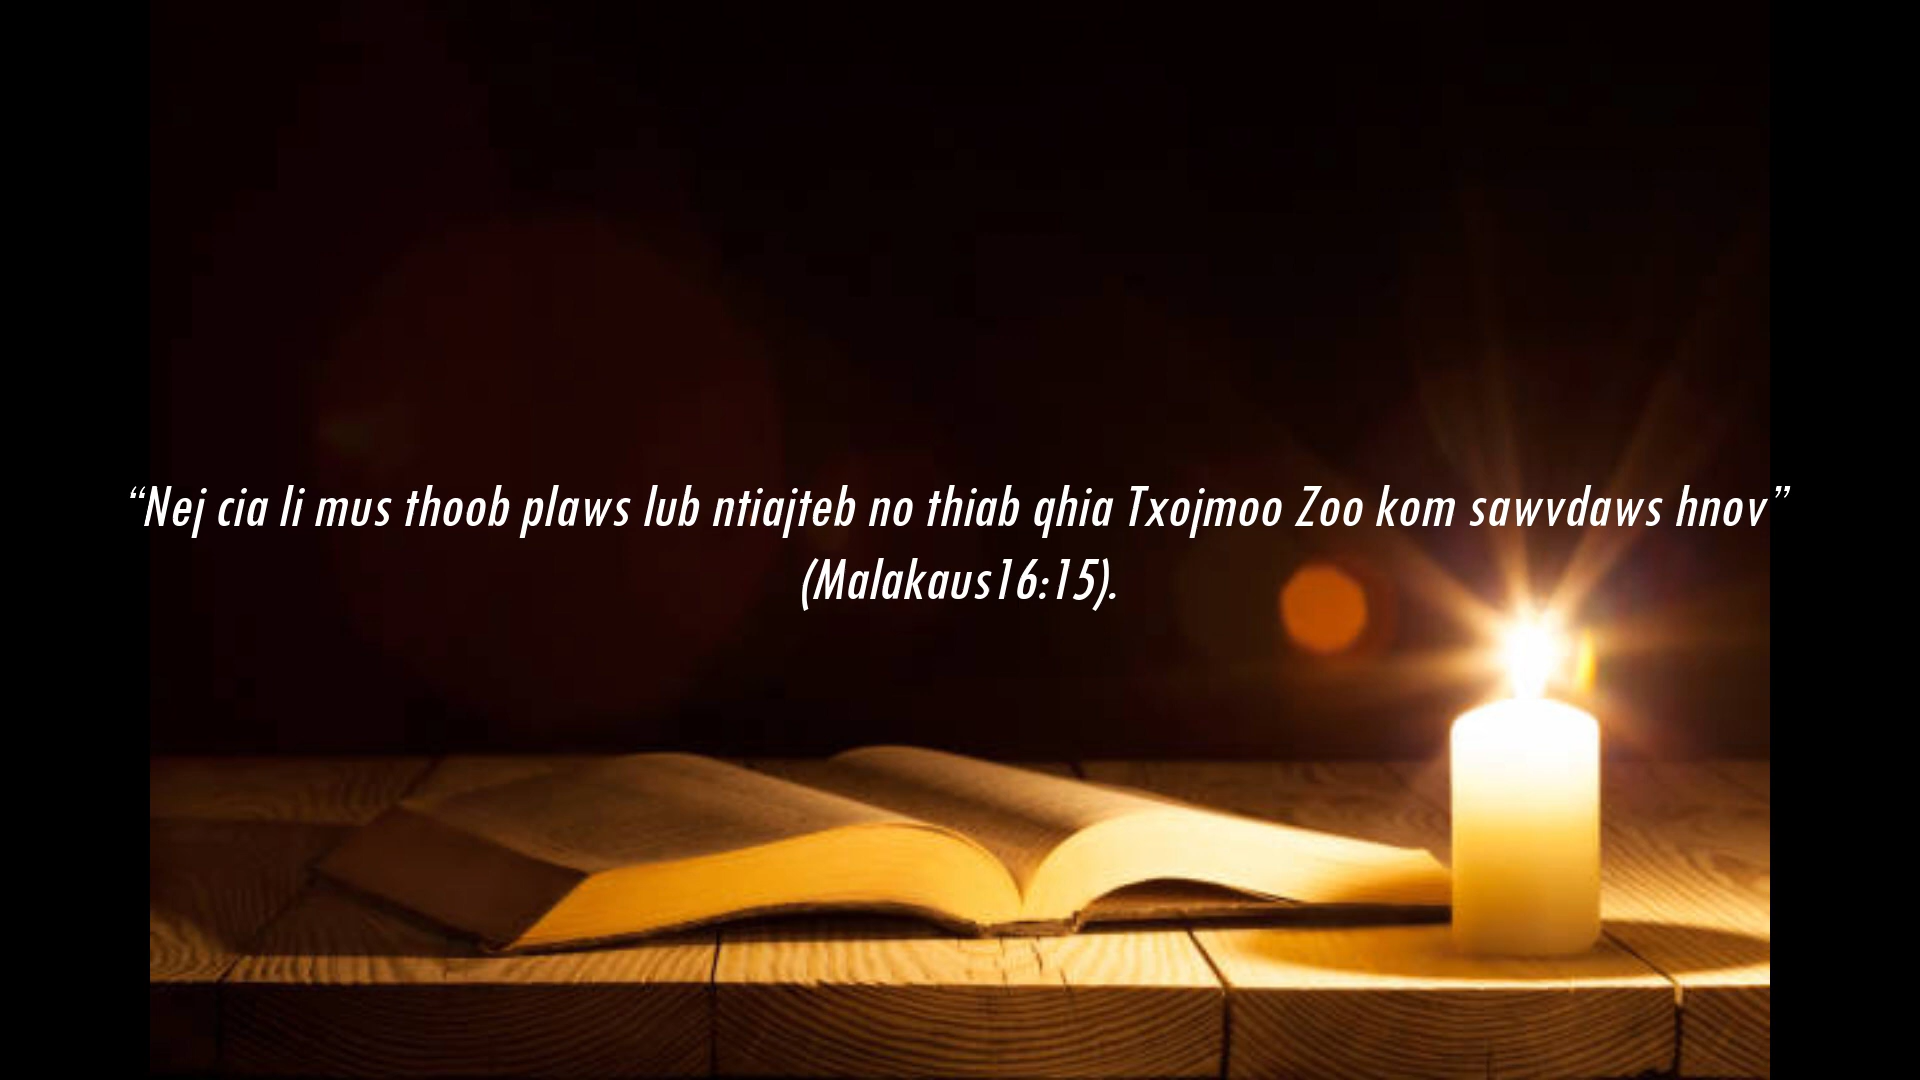 “Nej cia li mus thoob plaws lub ntiajteb no thiab qhia Txojmoo Zoo kom sawvdaws hnov”
(Malakaus16:15).